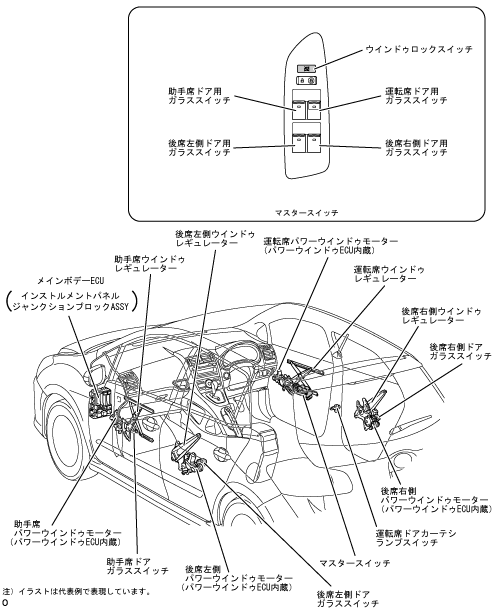 ウインドゥロックスイッチ
助手席ドア用
ガラススイッチ
運転席ドア用
ガラススイッチ
後席左側ドア用
ガラススイッチ
後席右側ドア用
ガラススイッチ
マスタースイッチ
後席左側ウインドゥ
レギュレーター
運転席パワーウインドゥモーター
(パワーウインドゥECU内蔵)
助手席ウインドゥ
レギュレーター
運転席ウインドゥ
レギュレーター
メインボデーECU
(インストルメントパネル
ジャンクションブロックASSY)
後席右側ウインドゥ
レギュレーター
後席右側ドア
ガラススイッチ
後席右側
パワーウインドゥモーター
(パワーウインドゥECU内蔵)
助手席
パワーウインドゥモーター
(パワーウインドゥECU内蔵)
運転席ドアカーテシ
ランプスイッチ
助手席ドア
ガラススイッチ
マスタースイッチ
後席左側
パワーウインドゥモーター
(パワーウインドゥECU内蔵)
後席左側ドア
ガラススイッチ
注) イラストは代表例で表現しています。
O